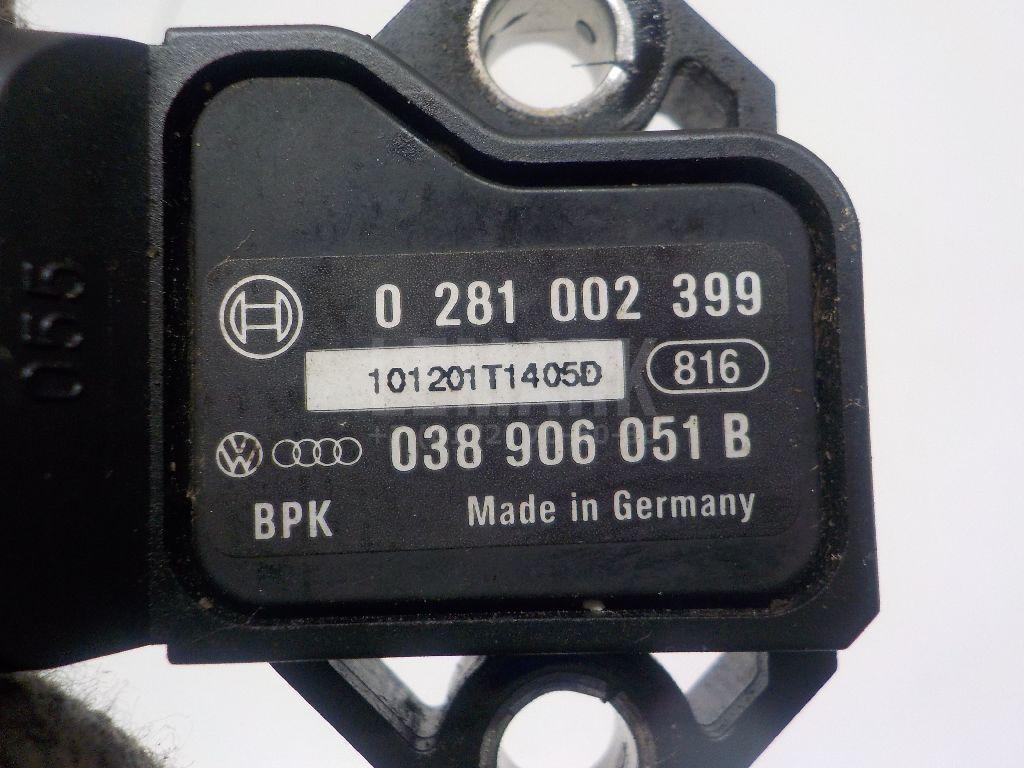 0 281 002 399
101201T1405D
816
038 906 051 B
BPK
Made in Germany
055